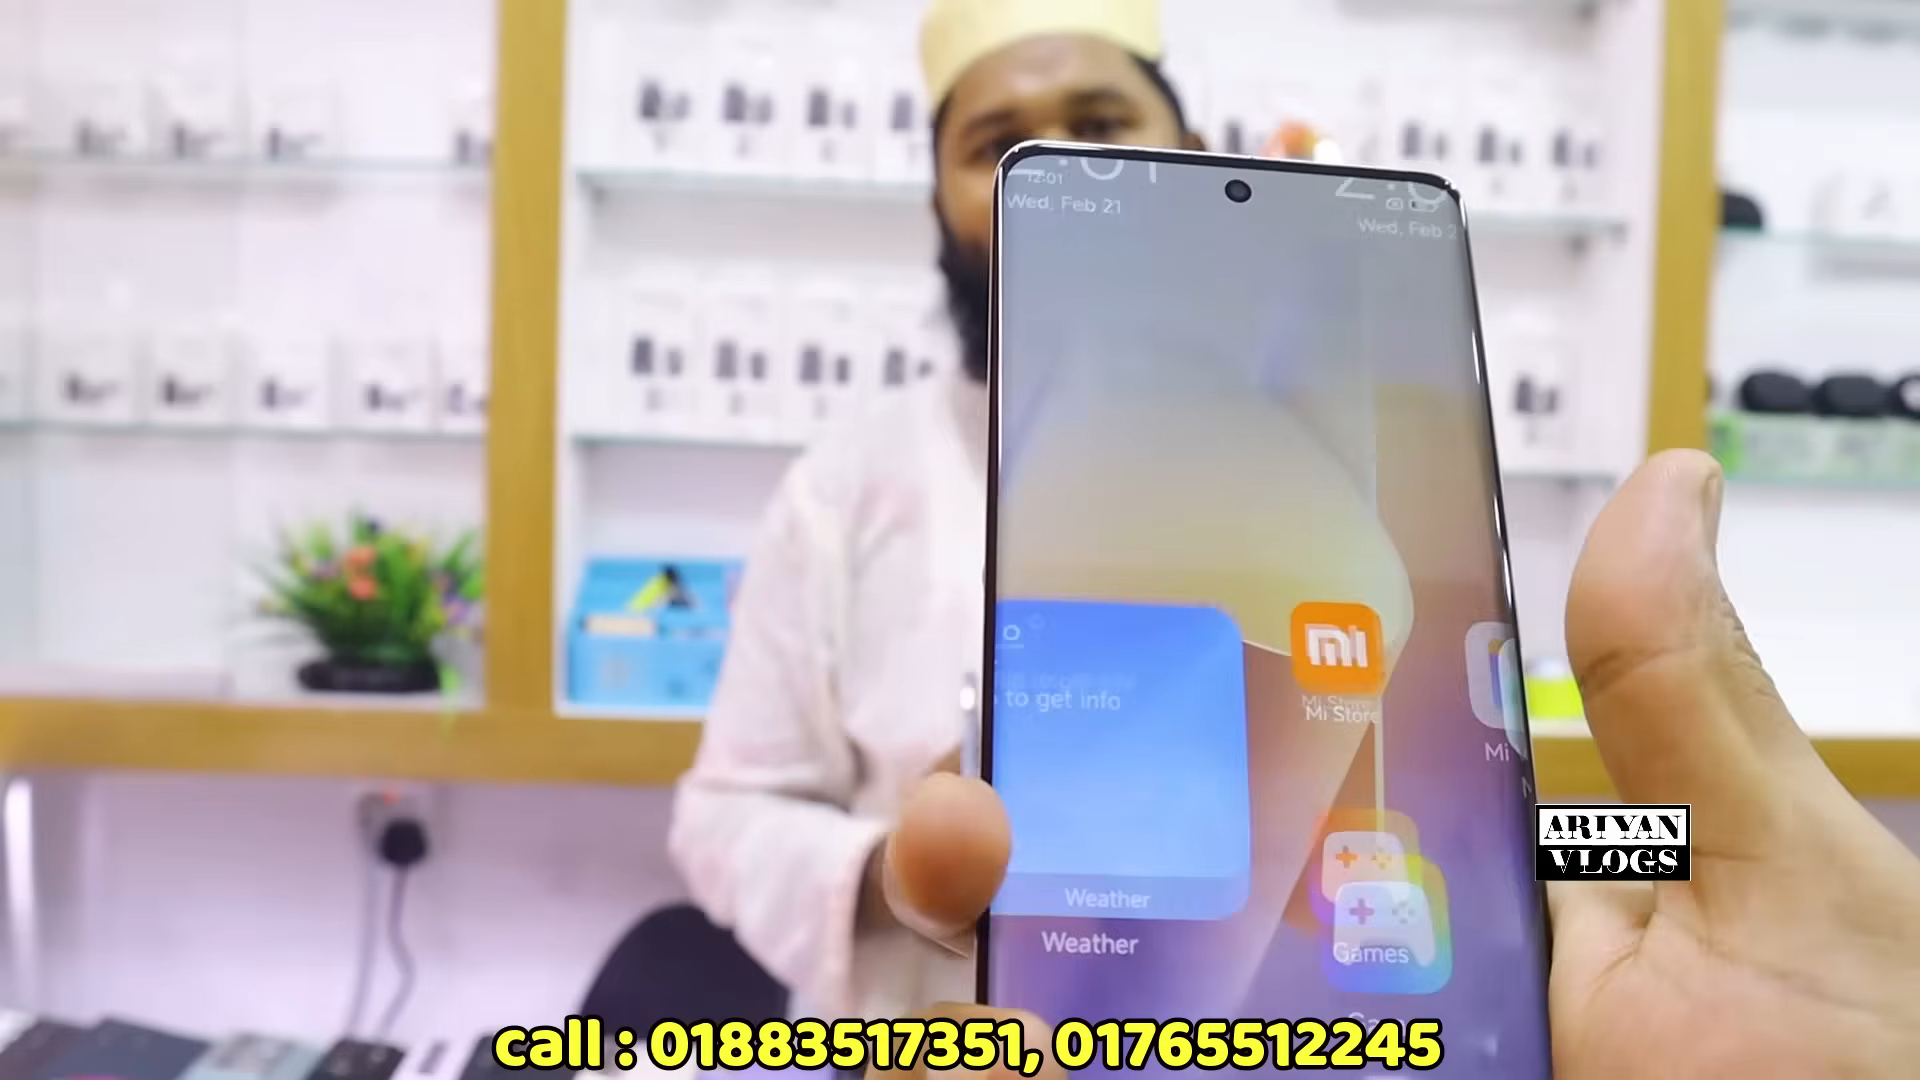 12:01
Wed, Feb 21
Wed, Feb 2
to get info
mi
Mi Store
Mi Store
Mi
Weather
Weather
Games
ARIYAN
VLOGS
call : 01883517351, 01765512245